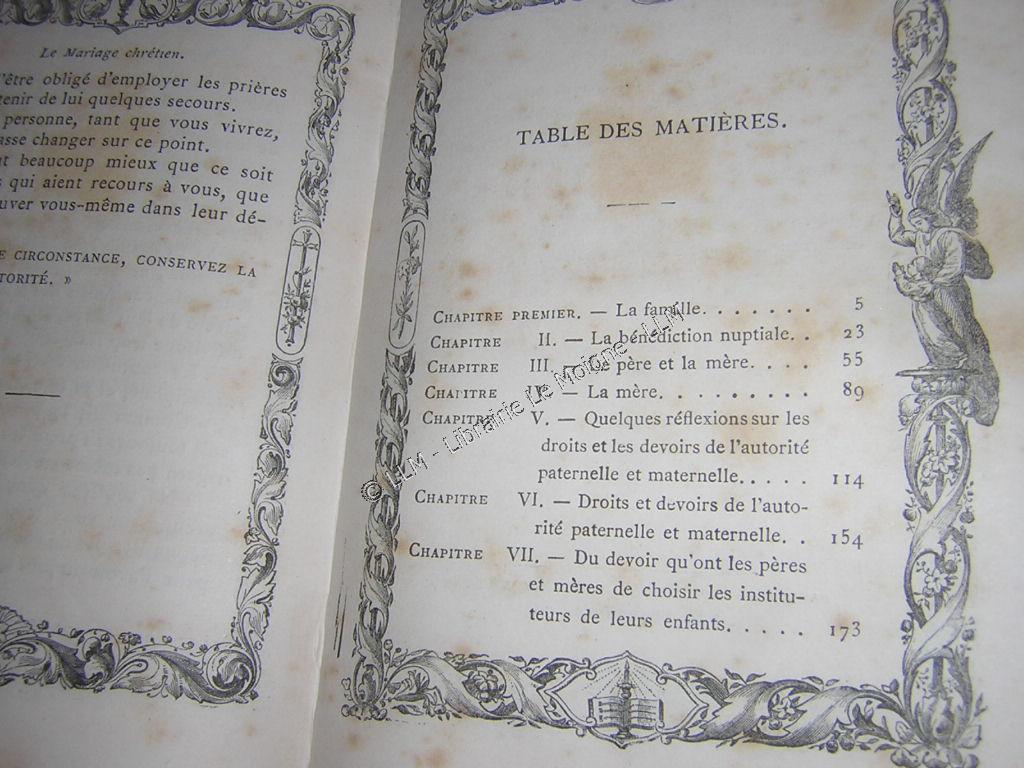 Le Mariage chrétien.
'être obligé d'employer les prières
tenir de lui quelques secours.
personne, tant que vous vivrez,
asse changer sur ce point.
ut beaucoup mieux que ce soit
s qui aient recours à vous, que
ouver vous-même dans leur dé-
E CIRCONSTANCE, CONSERVEZ LA
TORITÉ. »
TABLE DES MATIÈRES.
CHAPITRE PREMIER. — La famille. . . . . . . 5
CHAPITRE II. — La bénédiction nuptiale. . 23
CHAPITRE III. — Le père et la mère. . . . 55
CHAPITRE IV. — La mère. . . . . . . . . 89
CHAPITRE V. — Quelques réflexions sur les
droits et les devoirs de l'autorité
paternelle et maternelle. . . . . 114
CHAPITRE VI. — Droits et devoirs de l'auto-
rité paternelle et maternelle. . . 154
CHAPITRE VII. — Du devoir qu'ont les pères
et mères de choisir les institu-
teurs de leurs enfants. . . . . . 173
© LLM - Librairie Le Moigne - LLM